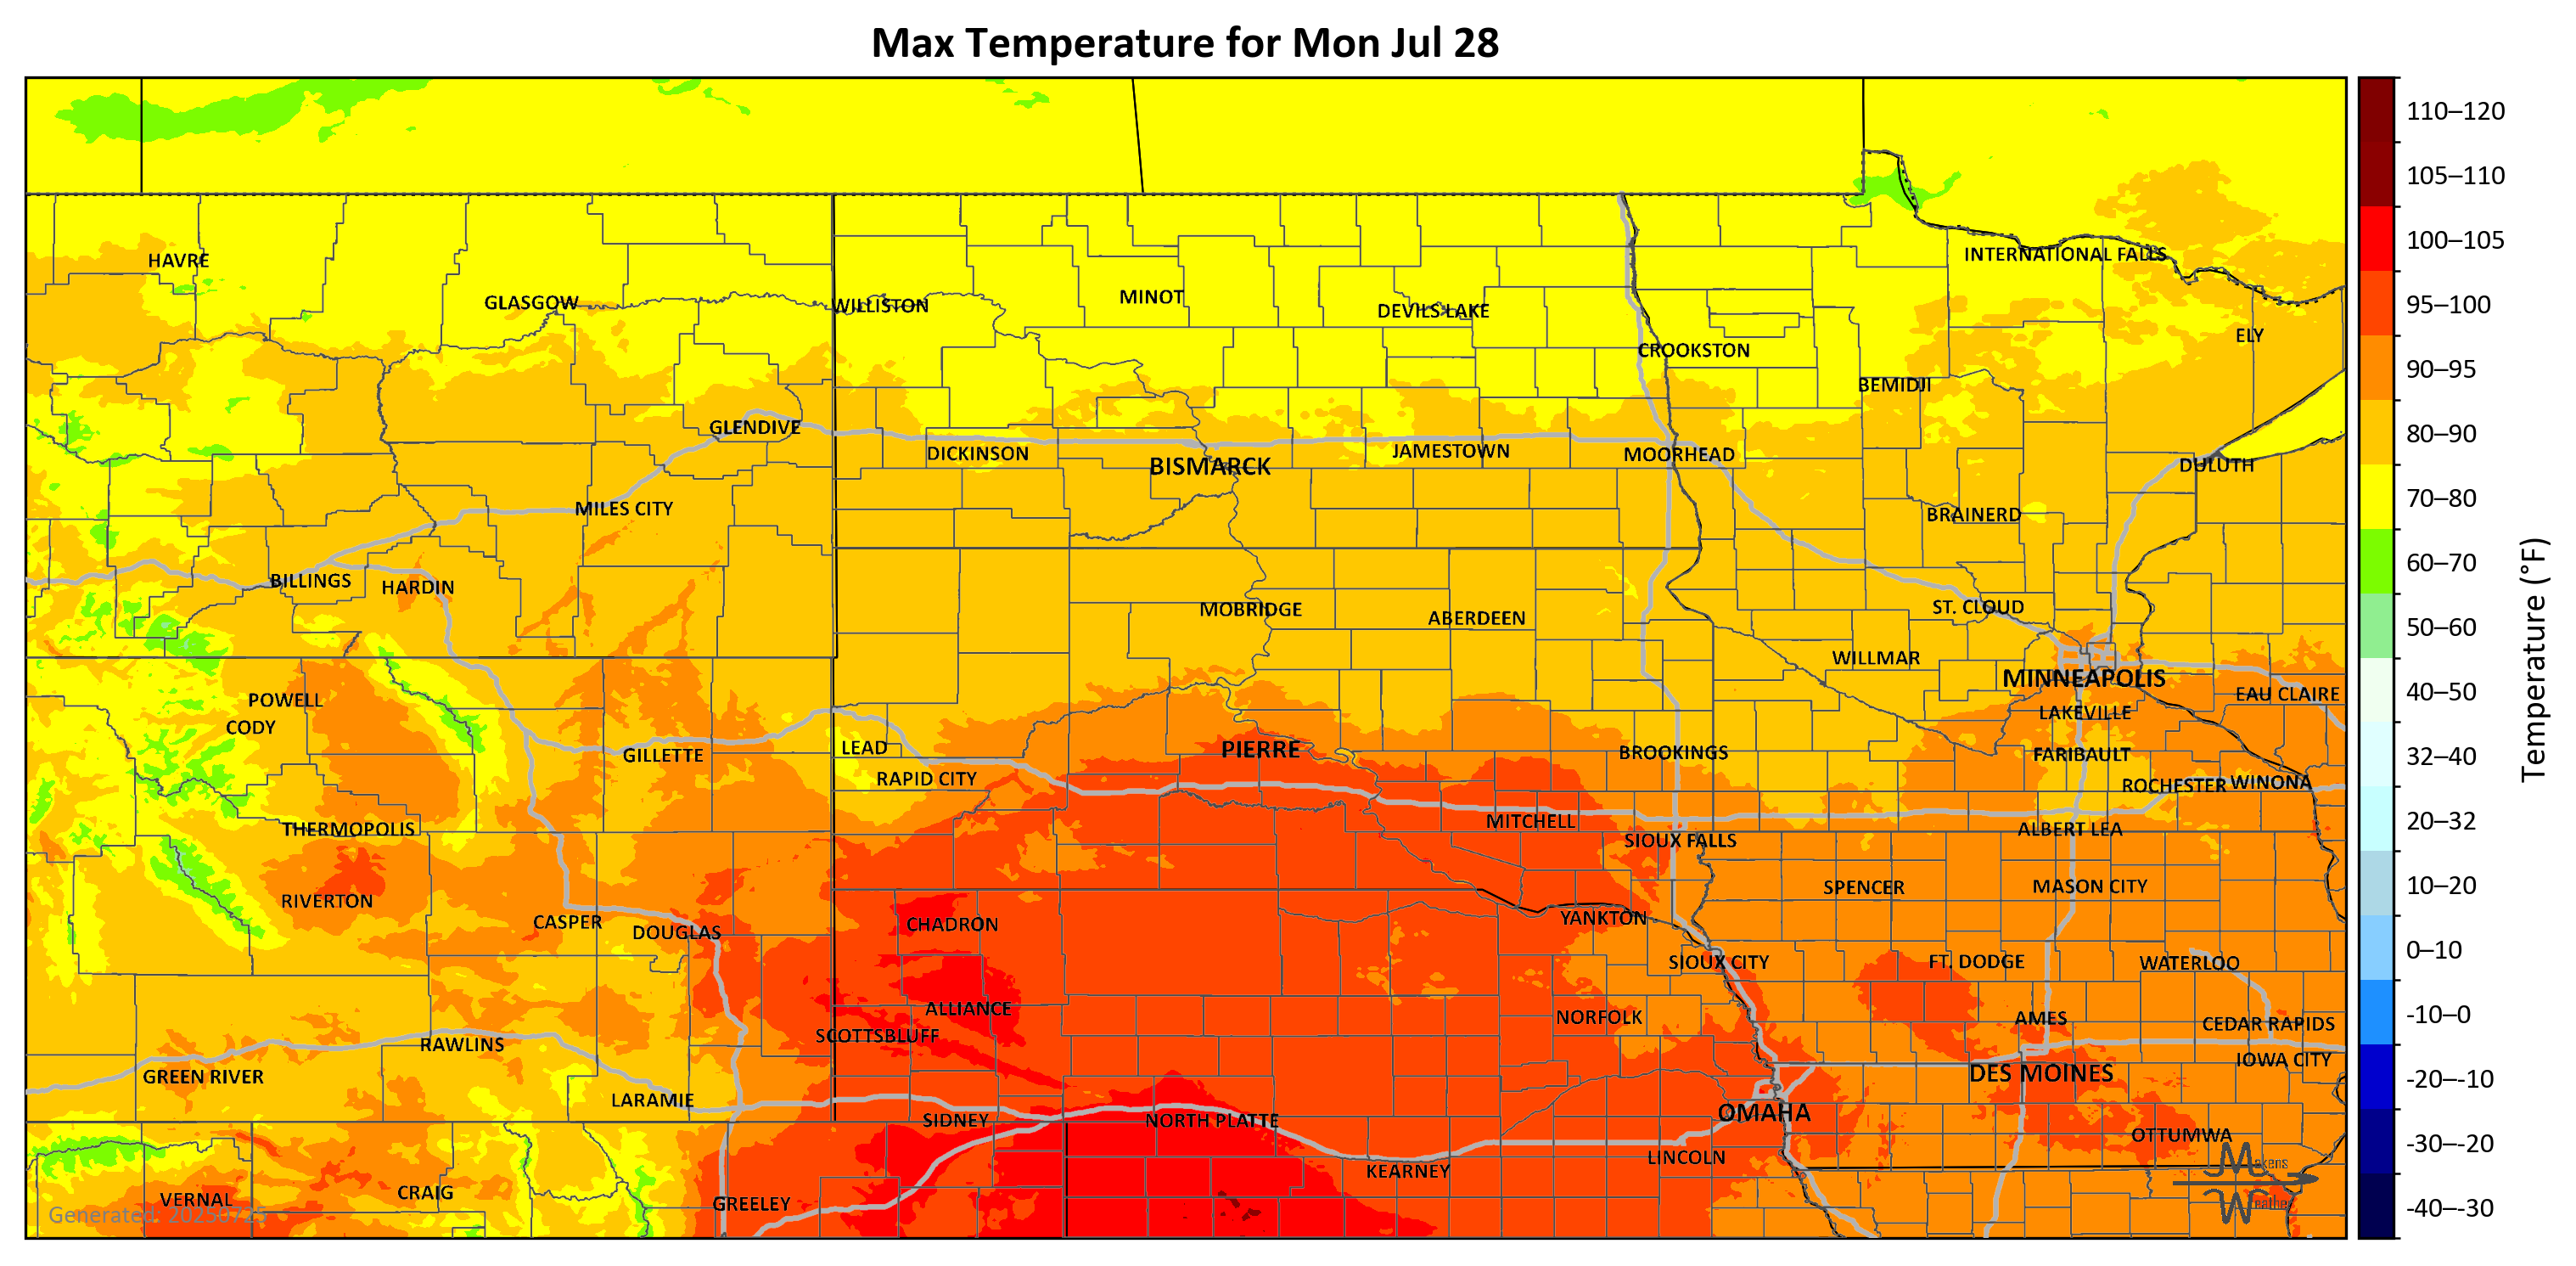 Max Temperature for Mon Jul 28
110–120
105–110
100–105
95–100
90–95
80–90
70–80
60–70
50–60
40–50
32–40
20–32
10–20
0–10
-10–0
-20–-10
-30–-20
-40–-30
Temperature (°F)
HAVRE
INTERNATIONAL FALLS
GLASGOW
WILLISTON
MINOT
DEVILS LAKE
ELY
CROOKSTON
BEMIDJI
GLENDIVE
DICKINSON
BISMARCK
JAMESTOWN
MOORHEAD
DULUTH
MILES CITY
BRAINERD
BILLINGS
HARDIN
MOBRIDGE
ABERDEEN
ST. CLOUD
WILLMAR
MINNEAPOLIS
POWELL
EAU CLAIRE
CODY
LAKEVILLE
GILLETTE
LEAD
PIERRE
BROOKINGS
FARIBAULT
RAPID CITY
ROCHESTER
WINONA
THERMOPOLIS
MITCHELL
ALBERT LEA
SIOUX FALLS
RIVERTON
SPENCER
MASON CITY
CASPER
DOUGLAS
CHADRON
YANKTON
SIOUX CITY
FT. DODGE
WATERLOO
ALLIANCE
NORFOLK
AMES
CEDAR RAPIDS
SCOTTSBLUFF
RAWLINS
IOWA CITY
GREEN RIVER
DES MOINES
LARAMIE
SIDNEY
NORTH PLATTE
OMAHA
OTTUMWA
LINCOLN
KEARNEY
VERNAL
CRAIG
GREELEY
Generated: 20250725
Makens
Weather